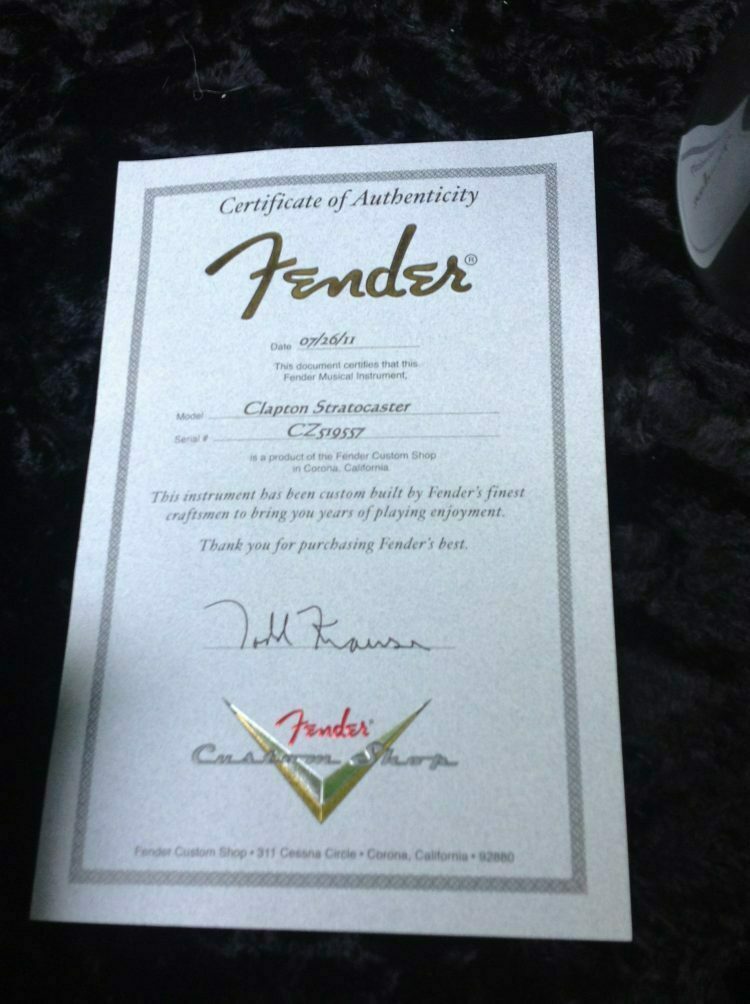 Certificate of Authenticity
Fender®
Date 07/26/11
This document certifies that this
Fender Musical Instrument,
Model Clapton Stratocaster
Serial # CZ519557
is a product of the Fender Custom Shop
in Corona, California
This instrument has been custom built by Fender's finest
craftsmen to bring you years of playing enjoyment.
Thank you for purchasing Fender's best.
Todd Krause
Fender®
Custom Shop
Fender Custom Shop • 311 Cessna Circle • Corona, California • 92880